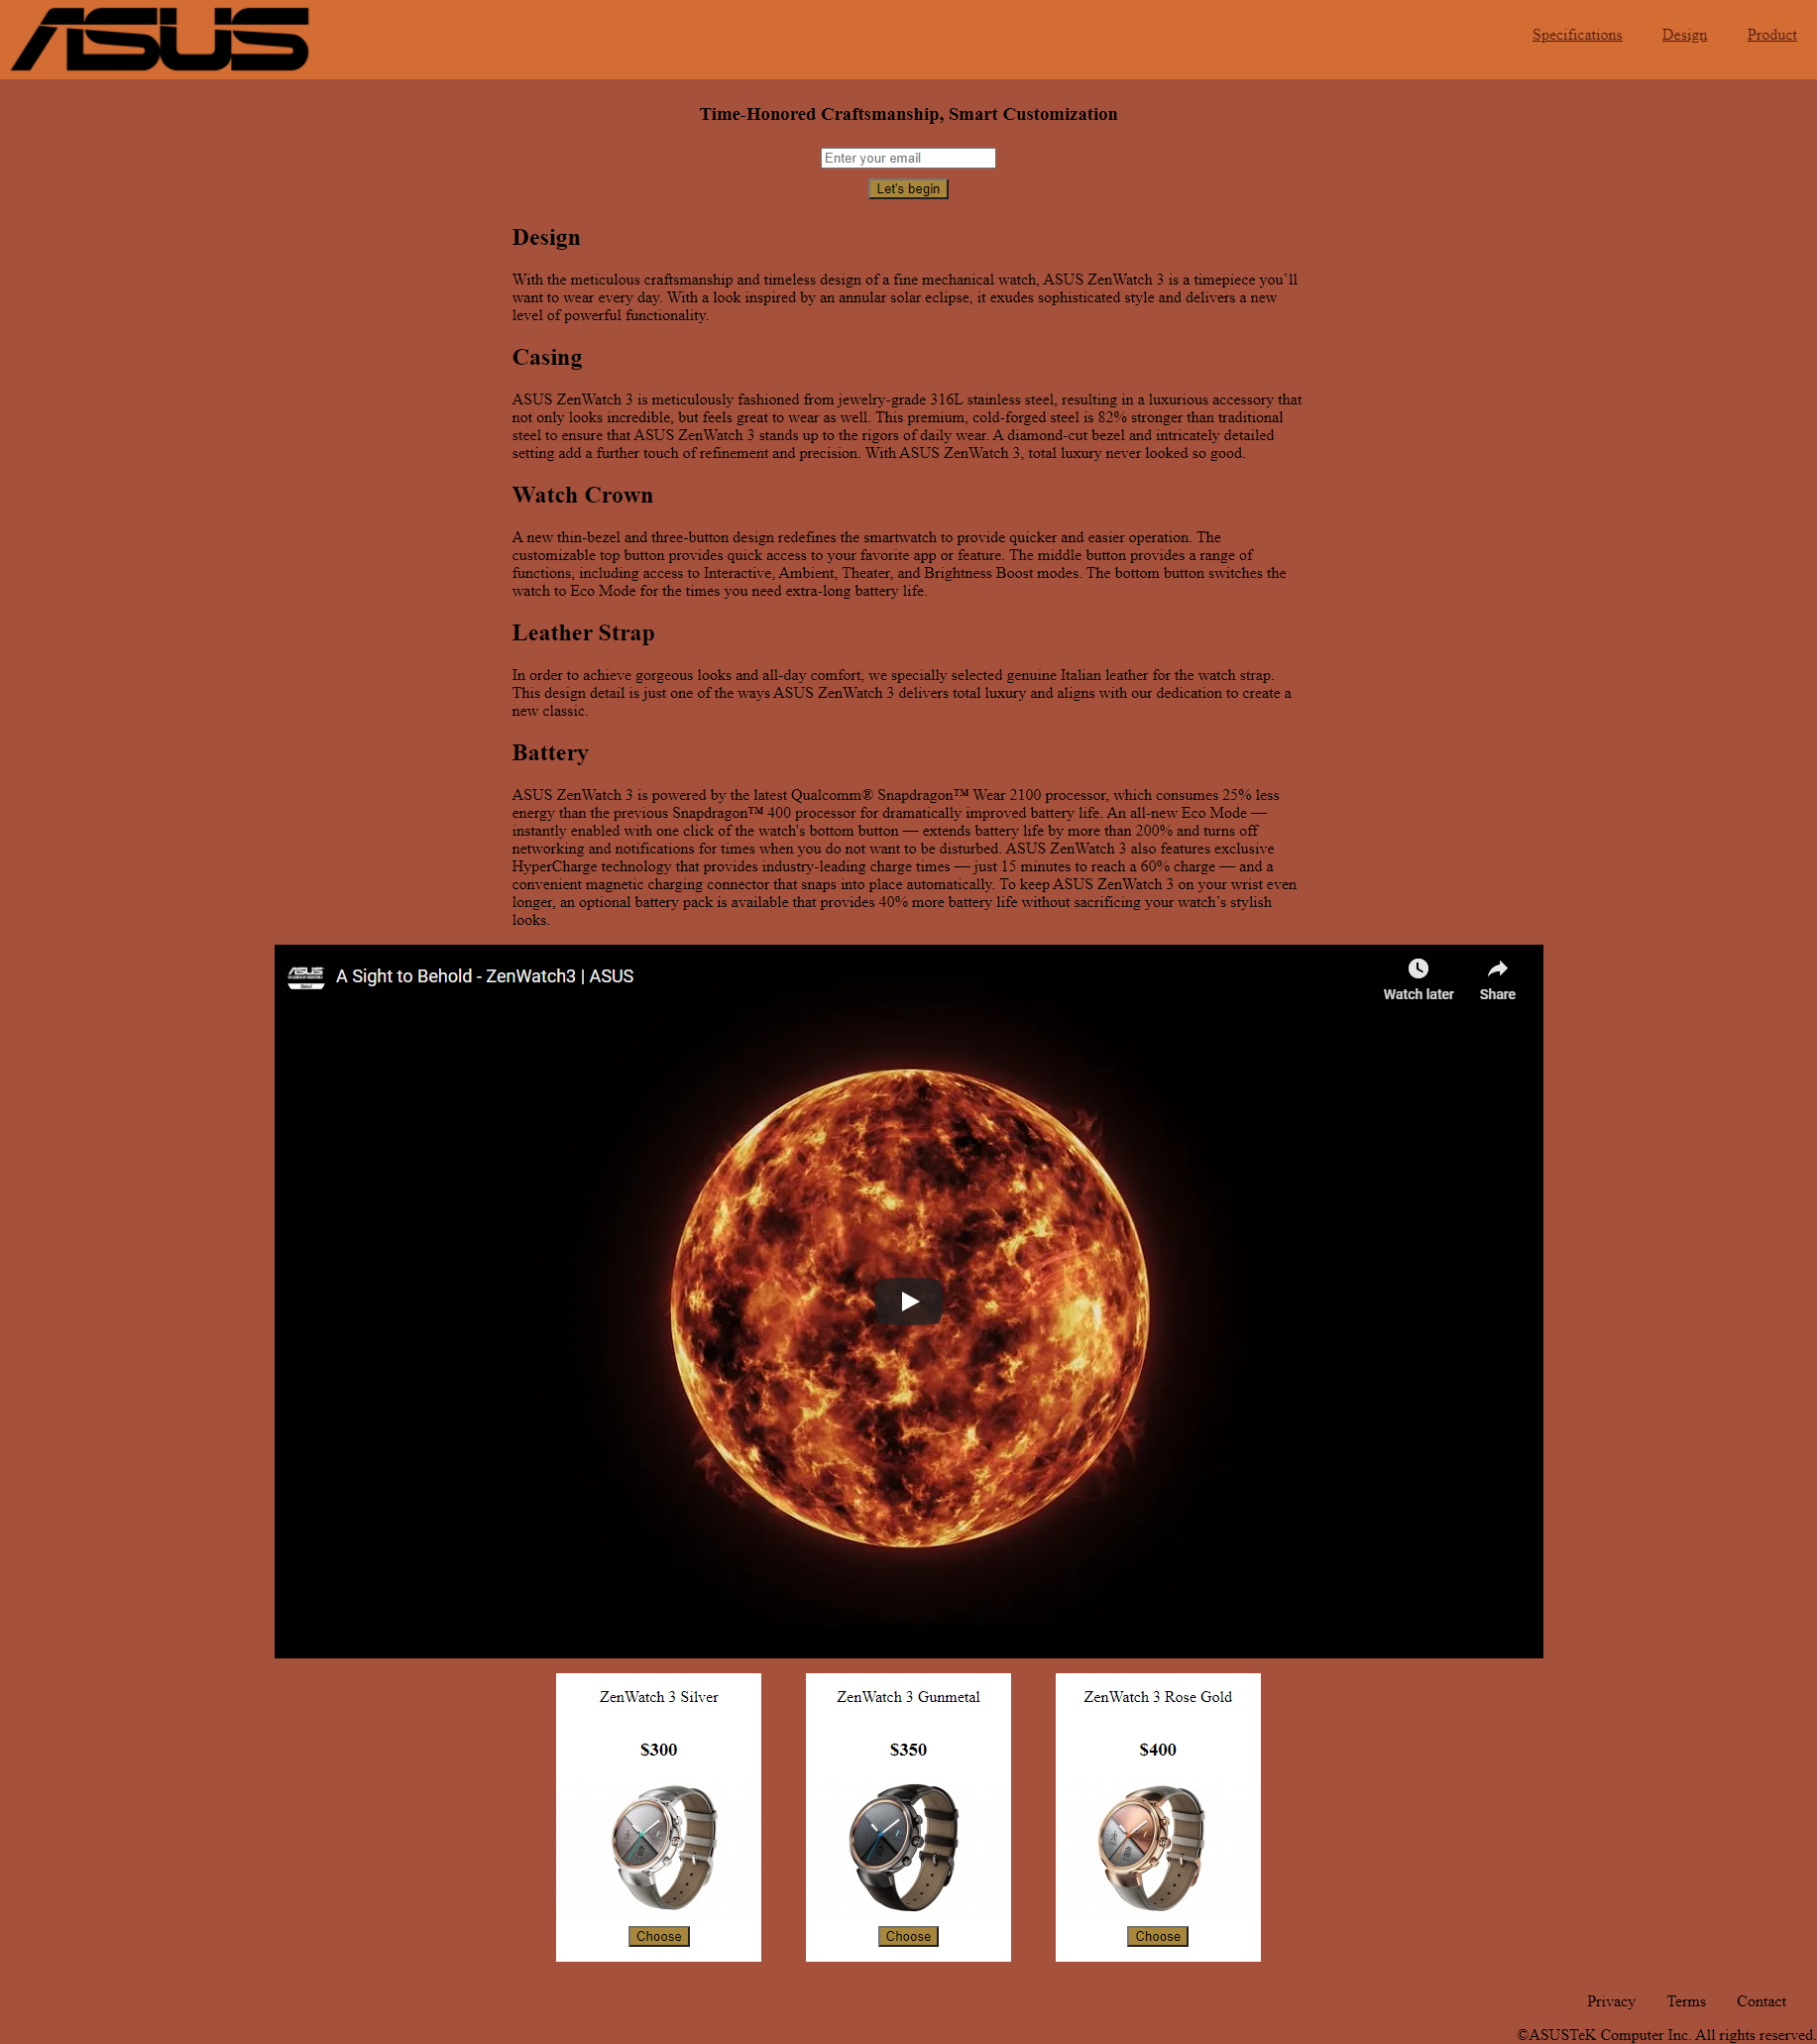 ASUS
Specifications
Design
Product
Time-Honored Craftsmanship, Smart Customization
Enter your email
Let's begin
Design
With the meticulous craftsmanship and timeless design of a fine mechanical watch, ASUS ZenWatch 3 is a timepiece you’ll
want to wear every day. With a look inspired by an annular solar eclipse, it exudes sophisticated style and delivers a new
level of powerful functionality.
Casing
ASUS ZenWatch 3 is meticulously fashioned from jewelry-grade 316L stainless steel, resulting in a luxurious accessory that
not only looks incredible, but feels great to wear as well. This premium, cold-forged steel is 82% stronger than traditional
steel to ensure that ASUS ZenWatch 3 stands up to the rigors of daily wear. A diamond-cut bezel and intricately detailed
setting add a further touch of refinement and precision. With ASUS ZenWatch 3, total luxury never looked so good.
Watch Crown
A new thin-bezel and three-button design redefines the smartwatch to provide quicker and easier operation. The
customizable top button provides quick access to your favorite app or feature. The middle button provides a range of
functions, including access to Interactive, Ambient, Theater, and Brightness Boost modes. The bottom button switches the
watch to Eco Mode for the times you need extra-long battery life.
Leather Strap
In order to achieve gorgeous looks and all-day comfort, we specially selected genuine Italian leather for the watch strap.
This design detail is just one of the ways ASUS ZenWatch 3 delivers total luxury and aligns with our dedication to create a
new classic.
Battery
ASUS ZenWatch 3 is powered by the latest Qualcomm® Snapdragon™ Wear 2100 processor, which consumes 25% less
energy than the previous Snapdragon™ 400 processor for dramatically improved battery life. An all-new Eco Mode —
instantly enabled with one click of the watch's bottom button — extends battery life by more than 200% and turns off
networking and notifications for times when you do not want to be disturbed. ASUS ZenWatch 3 also features exclusive
HyperCharge technology that provides industry-leading charge times — just 15 minutes to reach a 60% charge — and a
convenient magnetic charging connector that snaps into place automatically. To keep ASUS ZenWatch 3 on your wrist even
longer, an optional battery pack is available that provides 40% more battery life without sacrificing your watch’s stylish
looks.
ASUS
A Sight to Behold - ZenWatch3 | ASUS
Watch later
Share
ZenWatch 3 Silver
$300
Choose
ZenWatch 3 Gunmetal
$350
Choose
ZenWatch 3 Rose Gold
$400
Choose
Privacy
Terms
Contact
©ASUSTeK Computer Inc. All rights reserved.